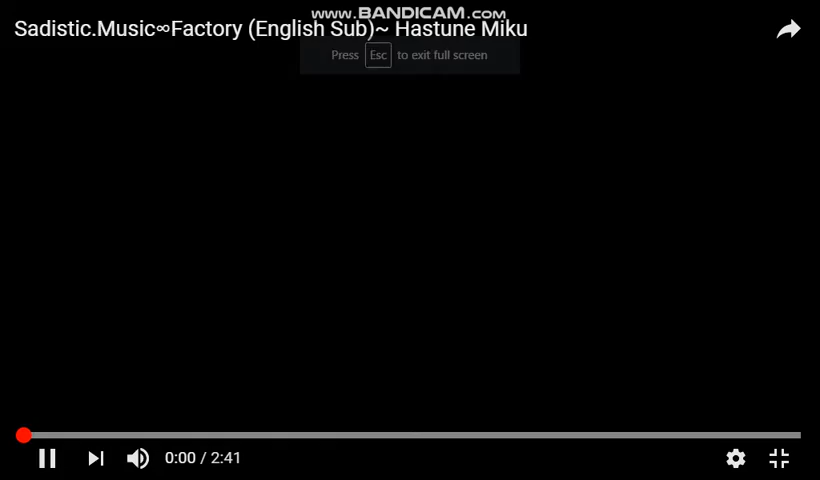 www.BANDICAM.com
Sadistic.Music∞Factory (English Sub)~ Hastune Miku
Press Esc to exit full screen
0:00 / 2:41